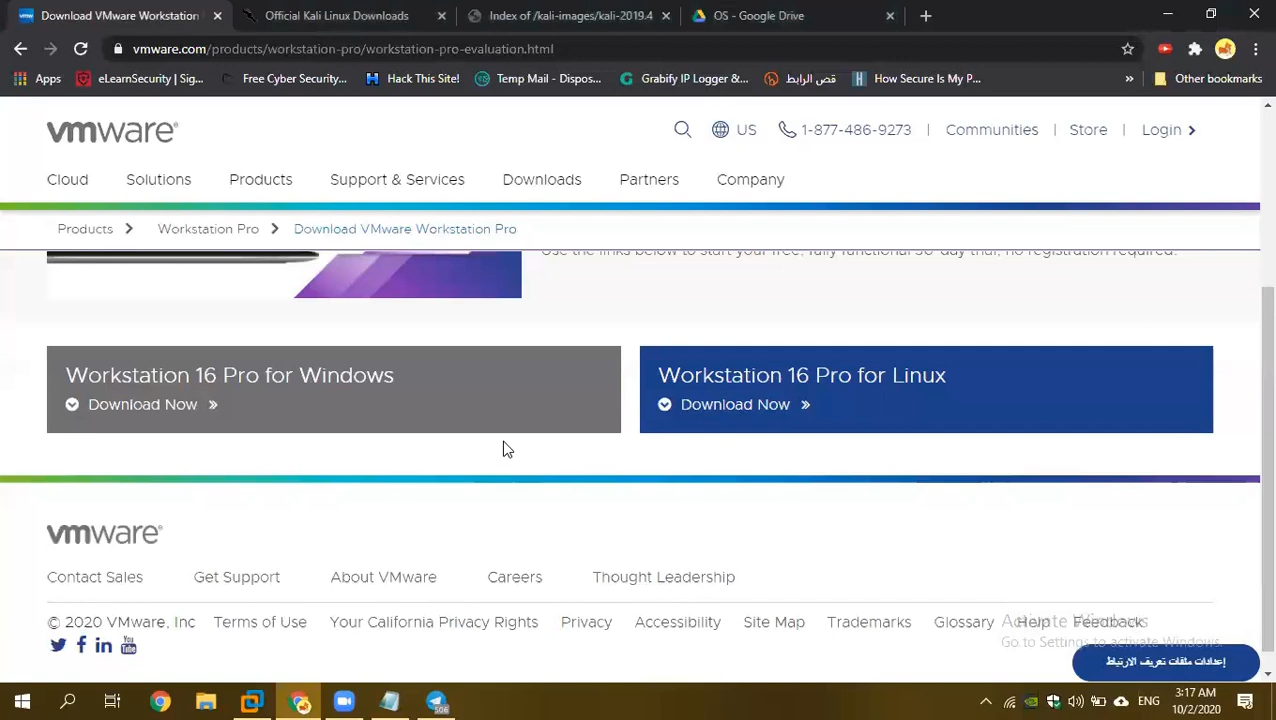 vmw Download VMware Workstation
Official Kali Linux Downloads
Index of /kali-images/kali-2019.4
OS - Google Drive
vmware.com/products/workstation-pro/workstation-pro-evaluation.html
Apps
eLearnSecurity | Sig...
Free Cyber Security...
Hack This Site!
Temp Mail - Dispos...
Grabify IP Logger &...
قص الرابط
How Secure Is My P...
Other bookmarks
vmware®
US
1-877-486-9273
Communities
Store
Login
Cloud
Solutions
Products
Support & Services
Downloads
Partners
Company
Products
Workstation Pro
Download VMware Workstation Pro
Use the links below to start your free, fully functional 30-day trial, no registration required.
Workstation 16 Pro for Windows
Download Now
Workstation 16 Pro for Linux
Download Now
vmware®
Contact Sales
Get Support
About VMware
Careers
Thought Leadership
© 2020 VMware, Inc
Terms of Use
Your California Privacy Rights
Privacy
Accessibility
Site Map
Trademarks
Glossary
Help
Feedback
Activate Windows
Go to Settings to activate Windows.
You Tube
إعدادات ملفات تعريف الارتباط
506
ENG
3:17 AM
10/2/2020